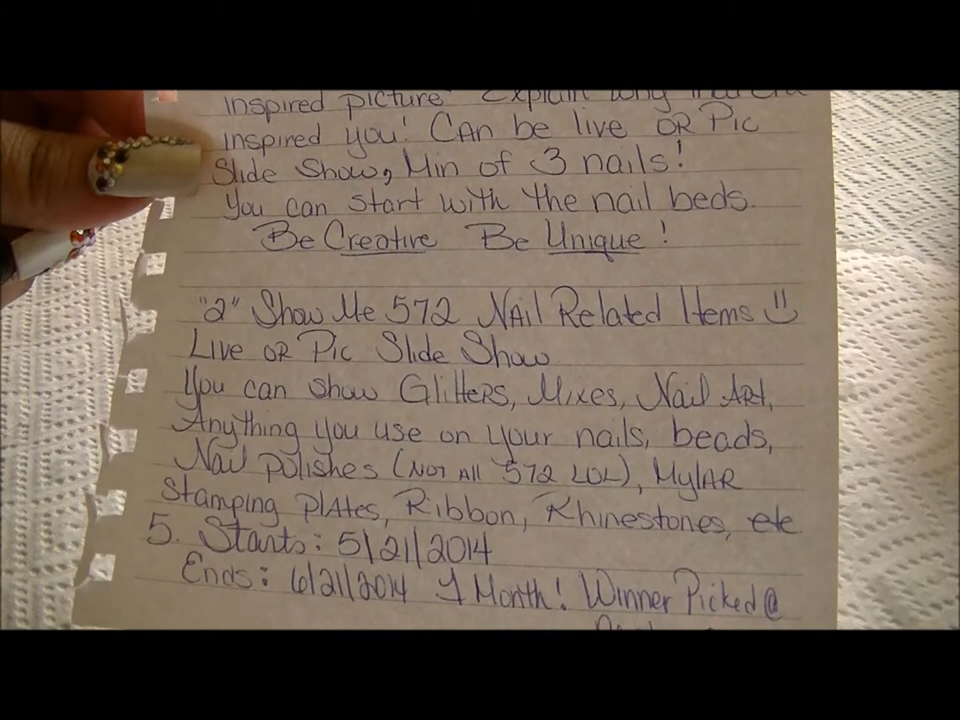 inspired picture Explain why
inspired you! CAN be live OR Pic
Slide Show, Min of 3 nails!
You can start with the nail beds.
Be Creative Be Unique!
"2" Show Me 572 NAil Related Items
Live OR Pic Slide Show
You can show Glitters, Mixes, Nail ARt,
Anything you use on your nails, beads,
Nail polishes (Not All 572 LOL), MylAR
Stamping PlAtes, Ribbon, Rhinestones, etc
5. Starts: 5/21/2014
Ends: 6/21/2014 1 Month! Winner Picked @